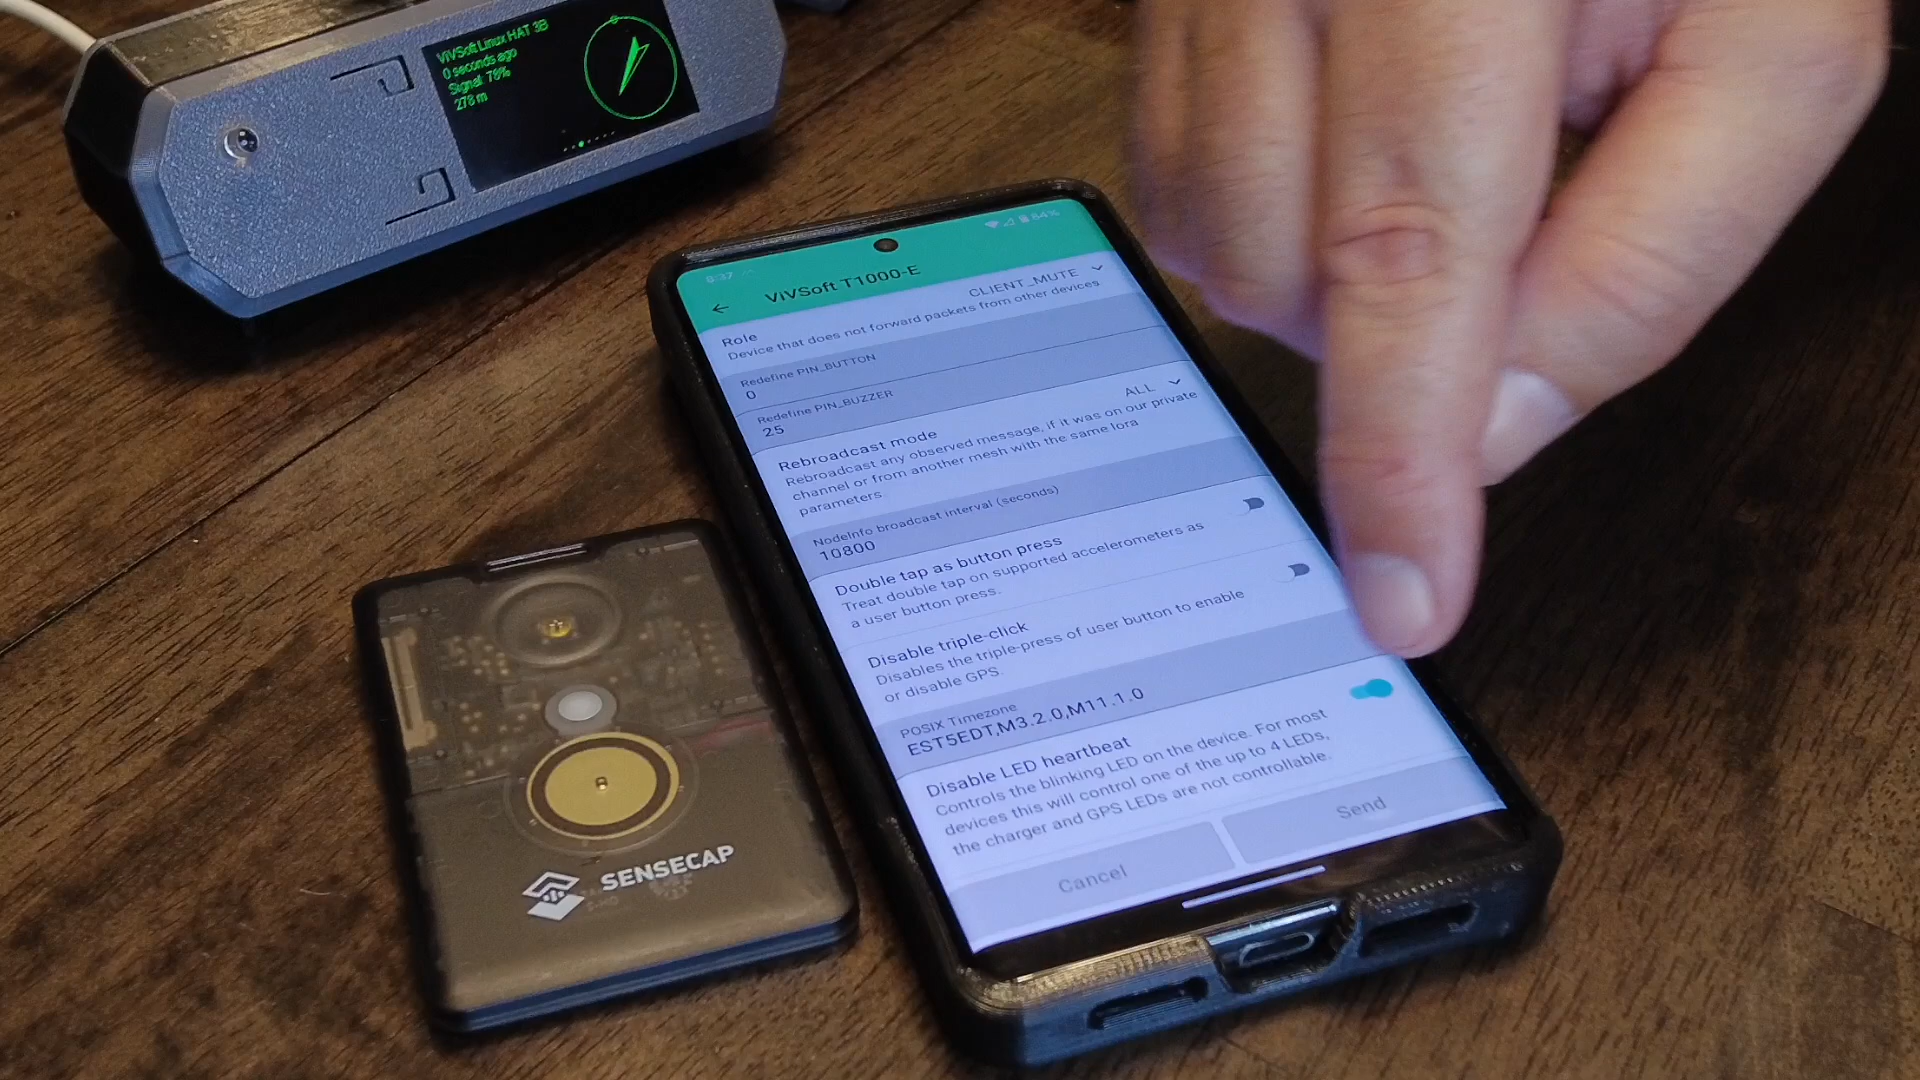 ViVSoft Linux HAT 3B
0 seconds ago
Signal: 78%
278 m
8:37
84%
ViVSoft T1000-E
Role
CLIENT_MUTE
Device that does not forward packets from other devices.
Redefine PIN_BUTTON
0
Redefine PIN_BUZZER
25
Rebroadcast mode
ALL
Rebroadcast any observed message, if it was on our private
channel or from another mesh with the same lora
parameters.
NodeInfo broadcast interval (seconds)
10800
Double tap as button press
Treat double tap on supported accelerometers as
a user button press.
Disable triple-click
Disables the triple-press of user button to enable
or disable GPS.
POSIX Timezone
EST5EDT,M3.2.0,M11.1.0
Disable LED heartbeat
Controls the blinking LED on the device. For most
devices this will control one of the up to 4 LEDs,
the charger and GPS LEDs are not controllable.
Cancel
Send
SENSECAP